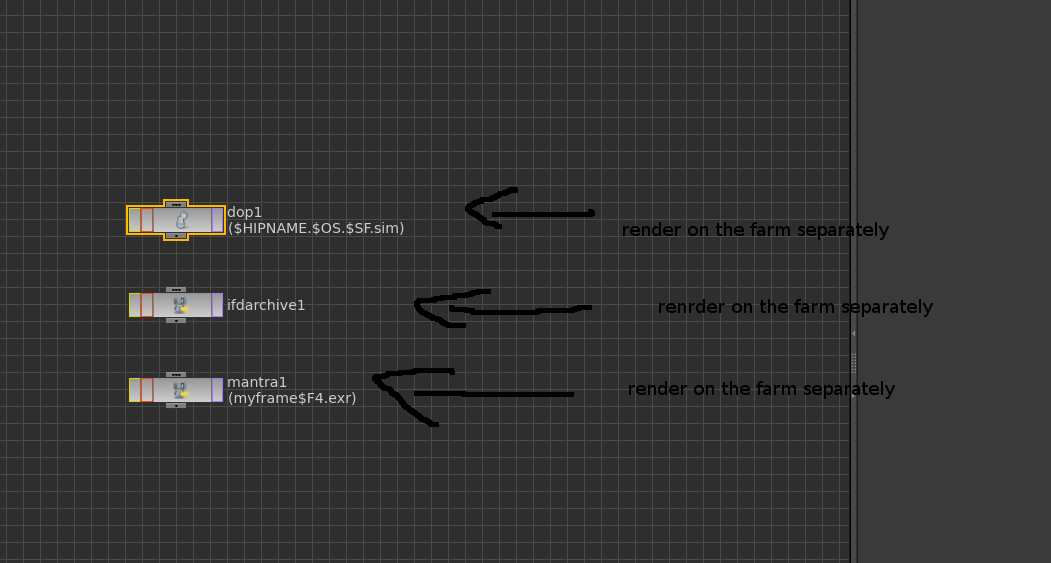 dop1
($HIPNAME.$OS.$SF.sim)
render on the farm separately
ifdarchive1
renrder on the farm separately
mantra1
(myframe$F4.exr)
render on the farm separately